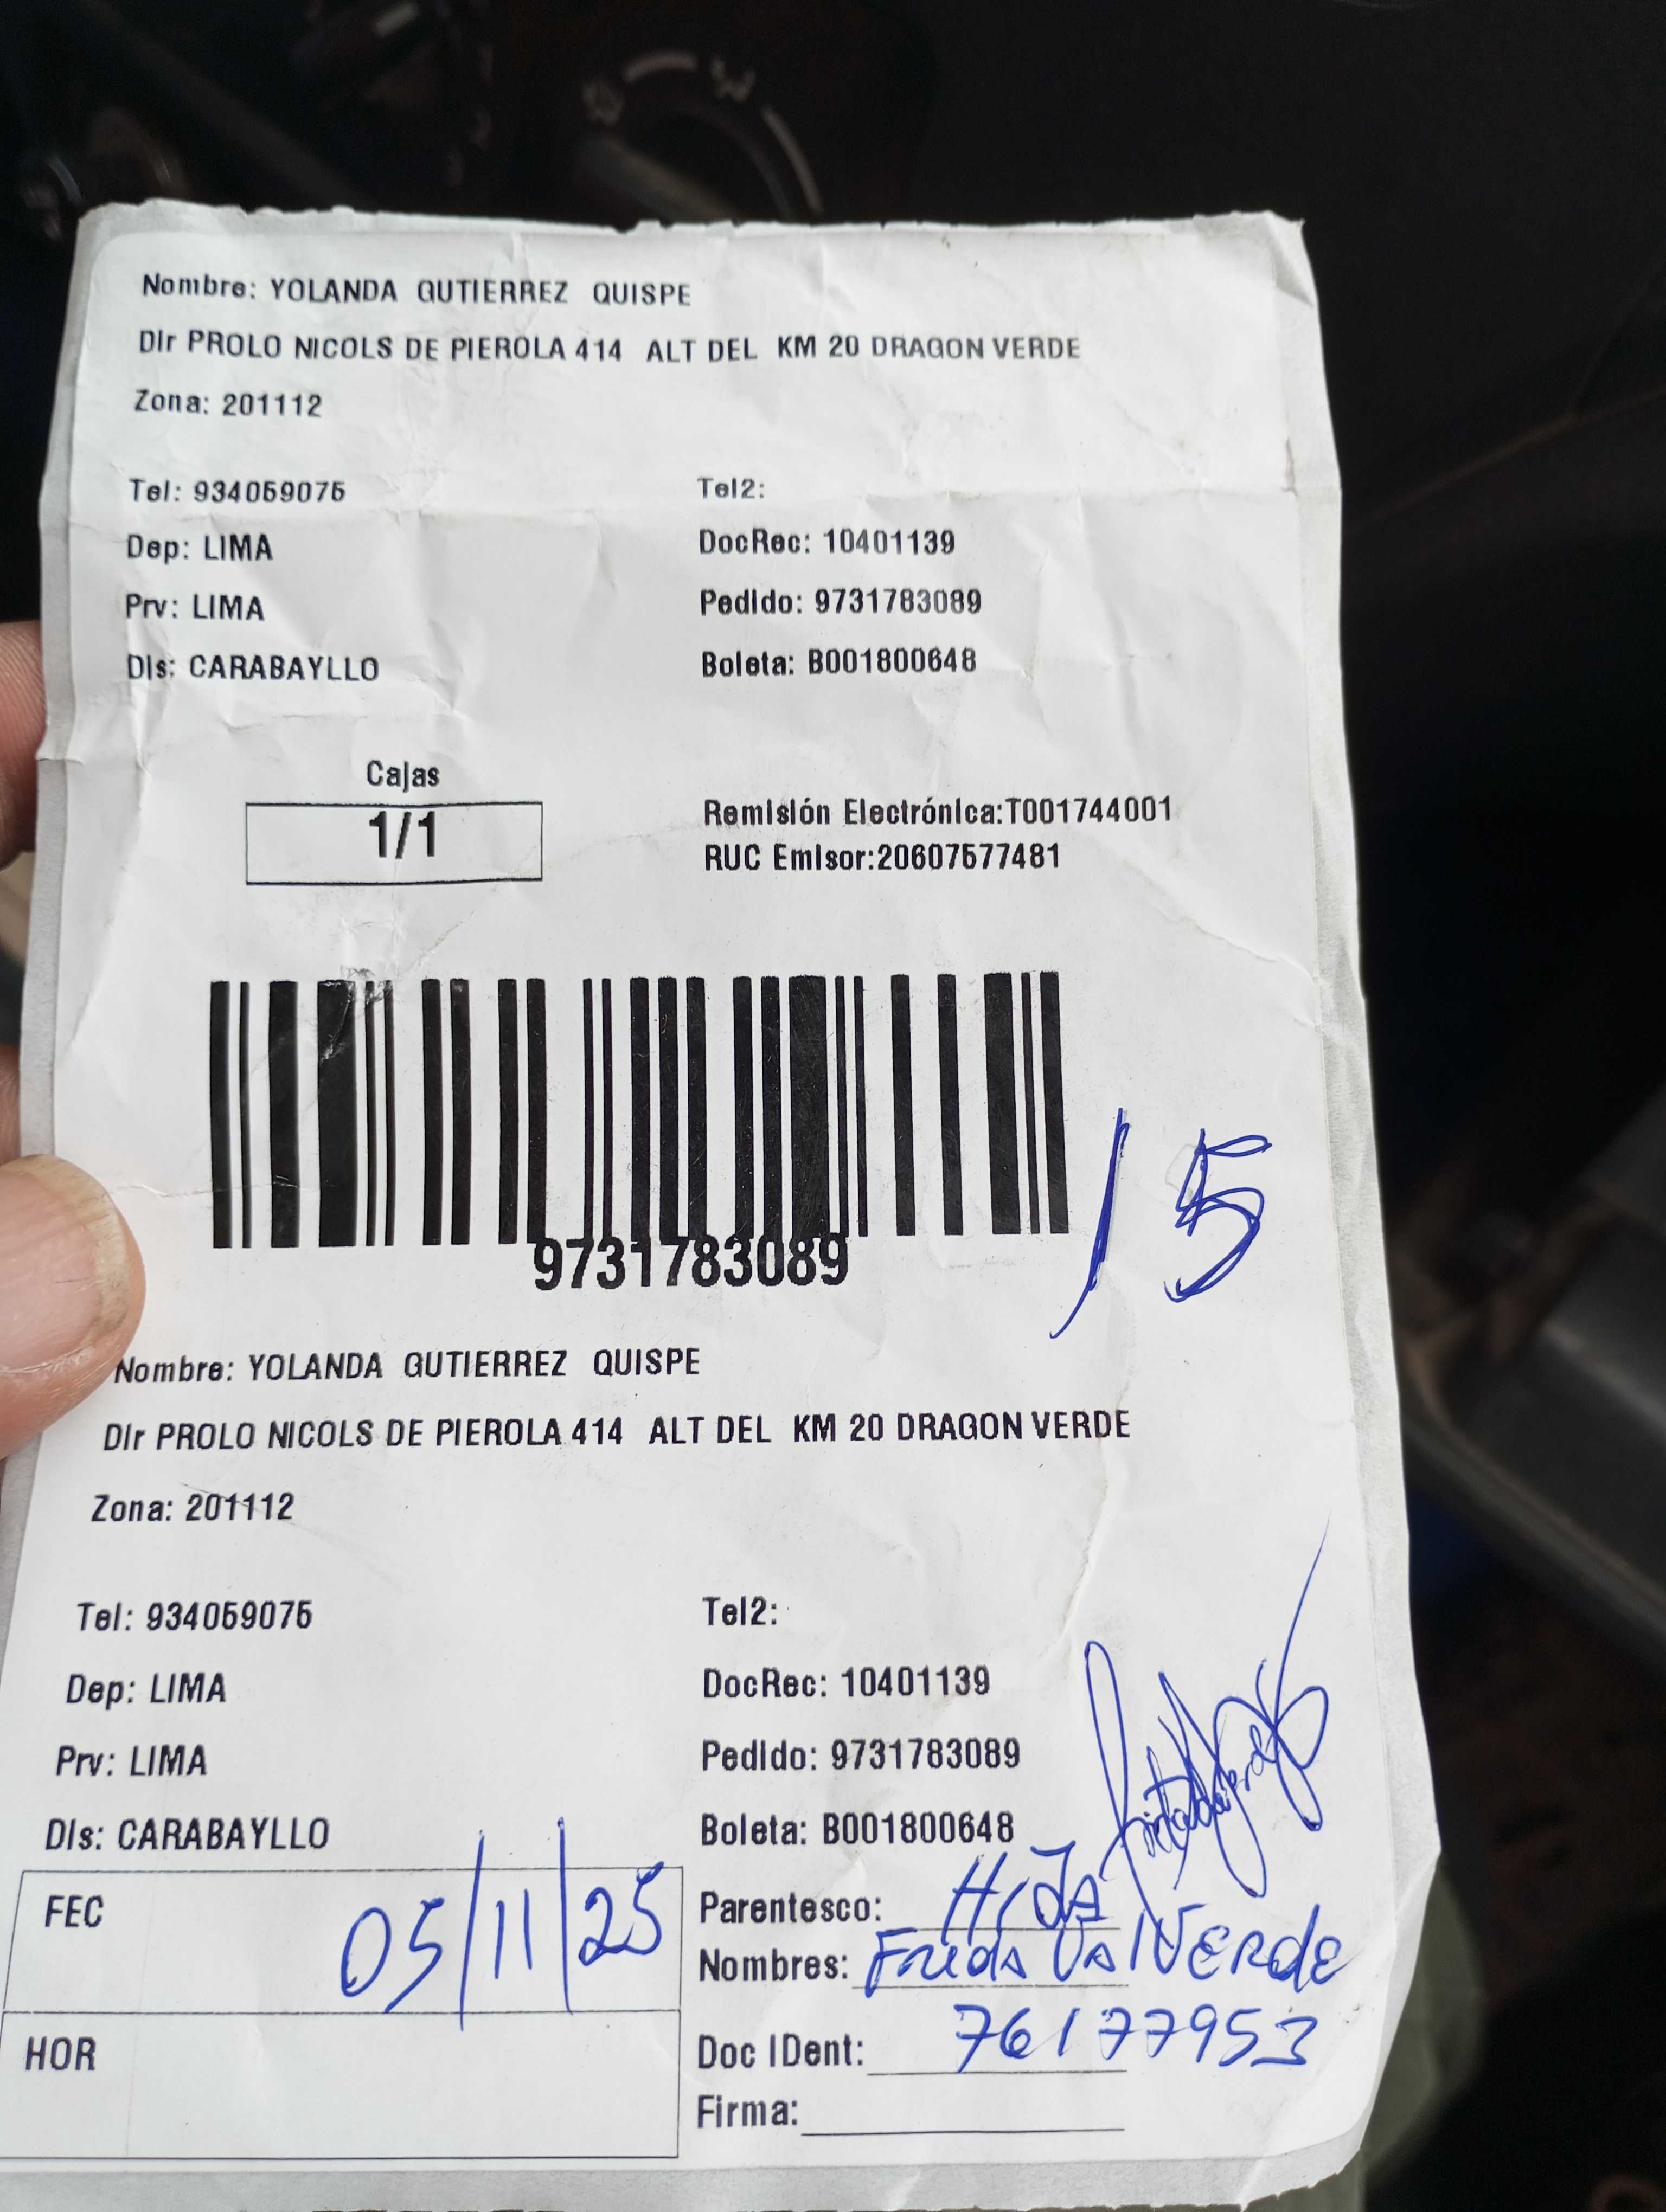 Nombre: YOLANDA GUTIERREZ QUISPE
Dir PROLO NICOLS DE PIEROLA 414 ALT DEL KM 20 DRAGON VERDE
Zona: 201112
Tel: 934059075 Tel2:
Dep: LIMA DocRec: 10401139
Prv: LIMA Pedido: 9731783089
Dis: CARABAYLLO Boleta: B001800648
Cajas
1/1
Remisión Electrónica:T001744001
RUC Emisor:20607577481
9731783089
15
Nombre: YOLANDA GUTIERREZ QUISPE
Dir PROLO NICOLS DE PIEROLA 414 ALT DEL KM 20 DRAGON VERDE
Zona: 201112
Tel: 934059075 Tel2:
Dep: LIMA DocRec: 10401139
Prv: LIMA Pedido: 9731783089
Dis: CARABAYLLO Boleta: B001800648
FEC 05/11/25
Parentesco: HIJA
Nombres: Frida ValVERde
HOR
Doc IDent: 76177953
Firma: